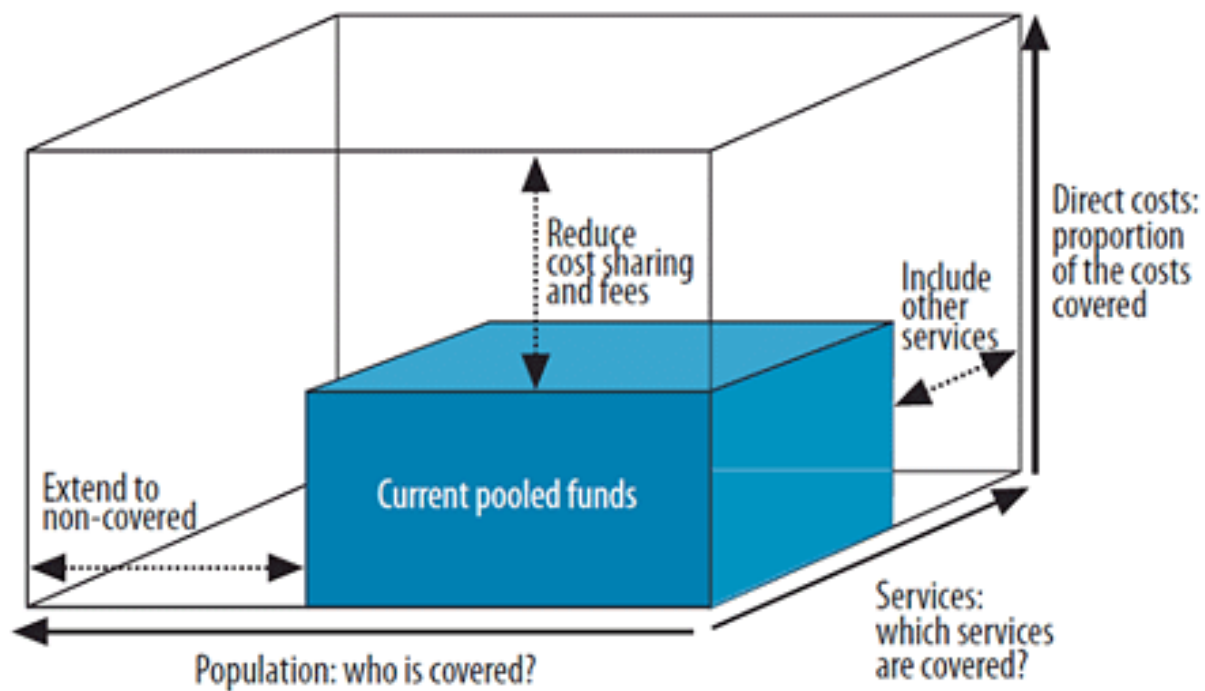 Reduce
cost sharing
and fees
Direct costs:
proportion
of the costs
covered
Include
other
services
Extend to
non-covered
Current pooled funds
Services:
which services
are covered?
Population: who is covered?